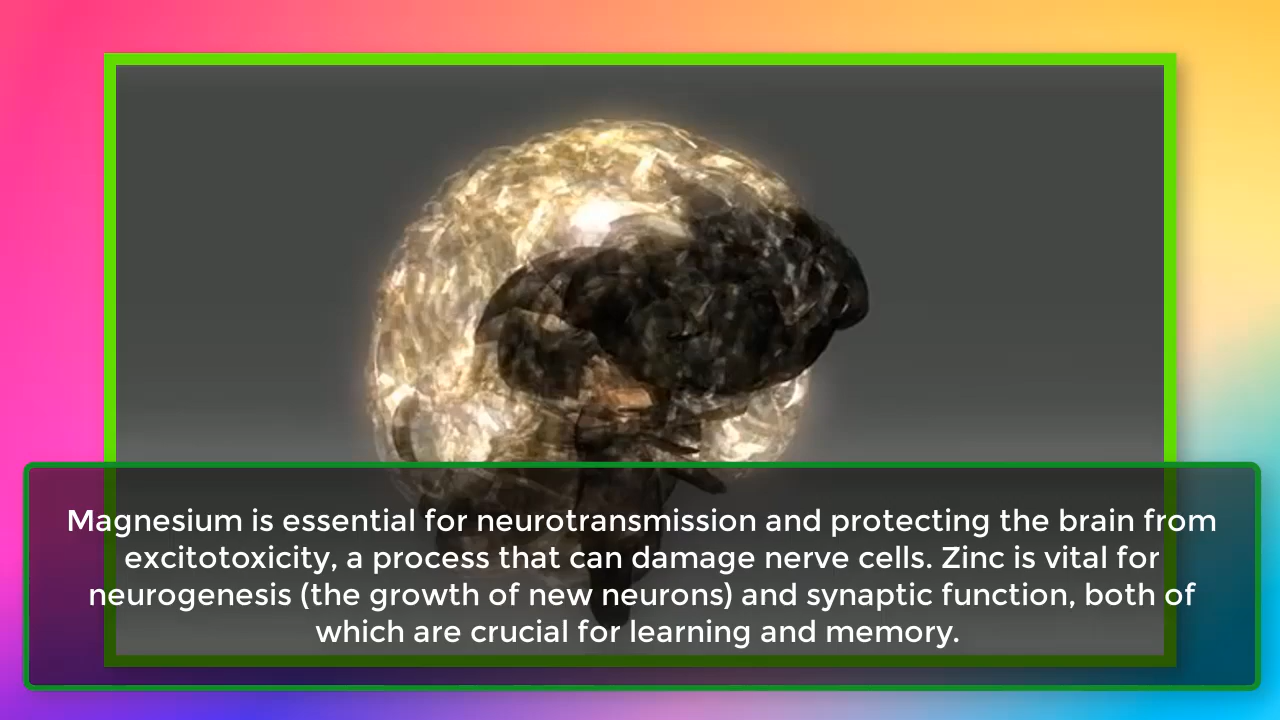 Magnesium is essential for neurotransmission and protecting the brain from
excitotoxicity, a process that can damage nerve cells. Zinc is vital for
neurogenesis (the growth of new neurons) and synaptic function, both of
which are crucial for learning and memory.